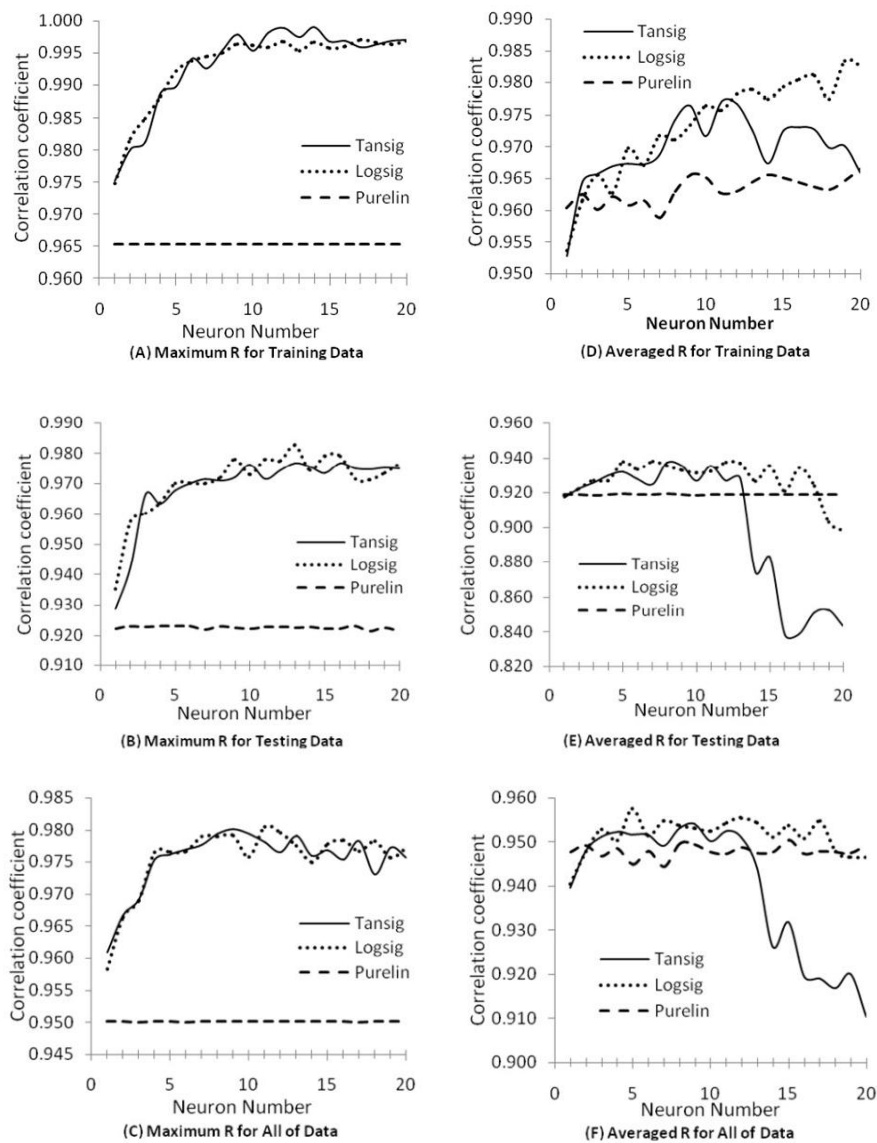 Correlation coefficient
1.000
0.995
0.990
0.985
0.980
0.975
0.970
0.965
0.960
Tansig
Logsig
Purelin
0 5 10 15 20
Neuron Number
(A) Maximum R for Training Data
Correlation coefficient
0.990
0.985
0.980
0.975
0.970
0.965
0.960
0.955
0.950
Tansig
Logsig
Purelin
0 5 10 15 20
Neuron Number
(D) Averaged R for Training Data
Correlation coefficient
0.990
0.980
0.970
0.960
0.950
0.940
0.930
0.920
0.910
Tansig
Logsig
Purelin
0 5 10 15 20
Neuron Number
(B) Maximum R for Testing Data
Correlation coefficient
0.960
0.940
0.920
0.900
0.880
0.860
0.840
0.820
Tansig
Logsig
Purelin
0 5 10 15 20
Neuron Number
(E) Averaged R for Testing Data
Correlation coefficient
0.985
0.980
0.975
0.970
0.965
0.960
0.955
0.950
0.945
Tansig
Logsig
Purelin
0 5 10 15 20
Neuron Number
(C) Maximum R for All of Data
Correlation coefficient
0.960
0.950
0.940
0.930
0.920
0.910
0.900
Tansig
Logsig
Purelin
0 5 10 15 20
Neuron Number
(F) Averaged R for All of Data